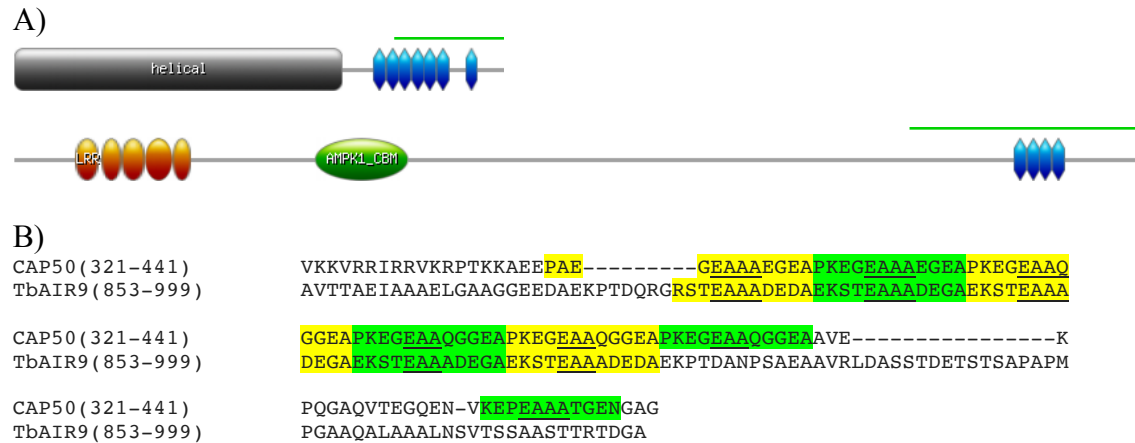 A)
helical
LRR
AMPK1_CBM
B)
CAP50(321-441) VKKVRRIRRVKRPTKKAEEPAE---------GEAAAEGEAPKEGEAAAEGEAPKEGEAAQ
TbAIR9(853-999) AVTTAEIAAAELGAAGGEEDAEKPTDQRGRSTEAAADEDAEKSTEAAADEGAEKSTEAAA
CAP50(321-441) GGEAPKEGEAAQGGEAPKEGEAAQGGEAPKEGEAAQGGEAAVE--------------K
TbAIR9(853-999) DEGAEKSTEAAADEGAEKSTEAAADEDAEKPTDANPSAEAAVRLDASSTDETSTSAPAPM
CAP50(321-441) PQGAQVTEGQEN-VKEPEAAATGENGAG
TbAIR9(853-999) PGAAQALAAALNSVTSSAASTTRTDGA